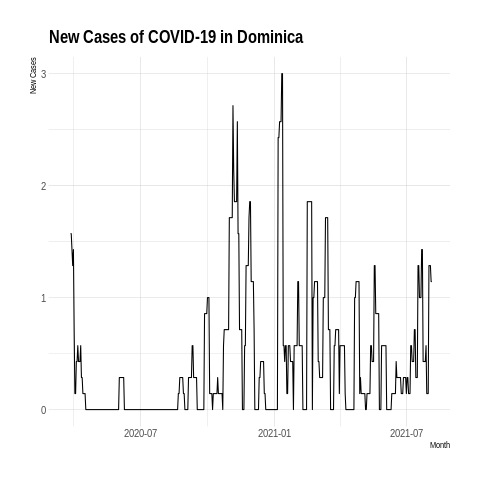 New Cases of COVID-19 in Dominica
New Cases
3
2
1
0
2020-07
2021-01
2021-07
Month